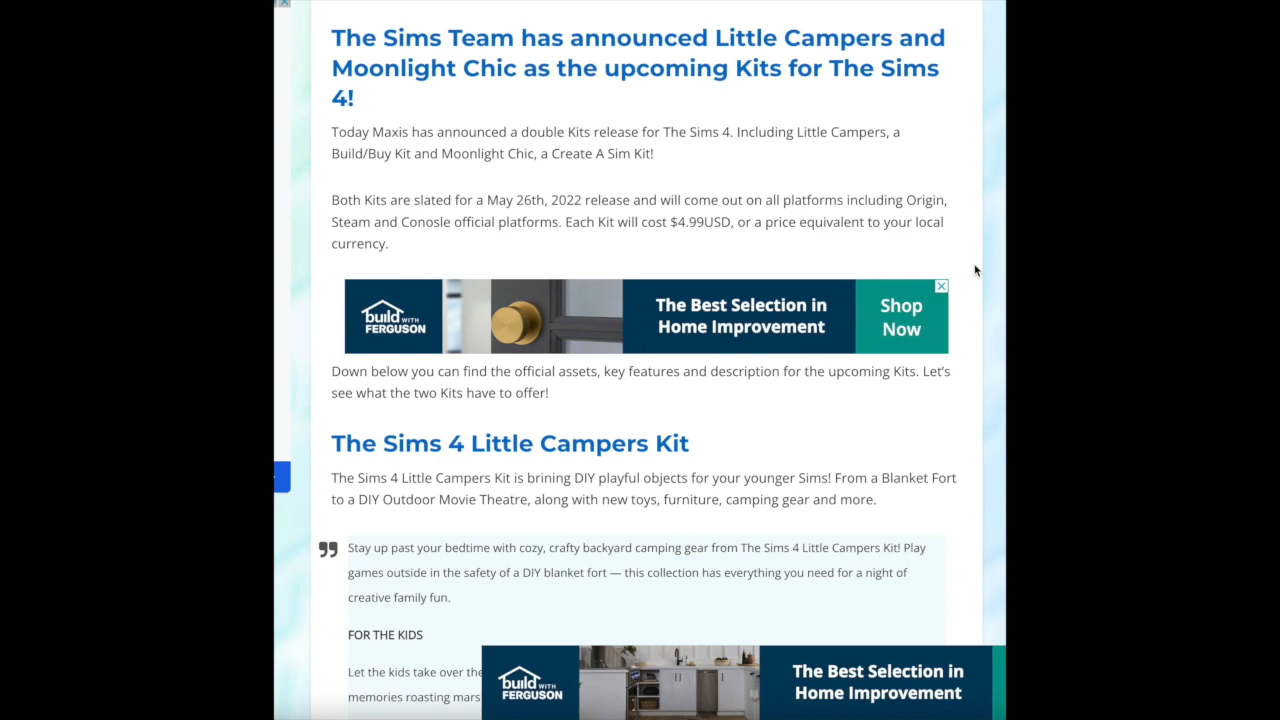 The Sims Team has announced Little Campers and
Moonlight Chic as the upcoming Kits for The Sims
4!
Today Maxis has announced a double Kits release for The Sims 4. Including Little Campers, a
Build/Buy Kit and Moonlight Chic, a Create A Sim Kit!
Both Kits are slated for a May 26th, 2022 release and will come out on all platforms including Origin,
Steam and Conosle official platforms. Each Kit will cost $4.99USD, or a price equivalent to your local
currency.
build WITH
FERGUSON
The Best Selection in
Home Improvement
Shop
Now
Down below you can find the official assets, key features and description for the upcoming Kits. Let's
see what the two Kits have to offer!
The Sims 4 Little Campers Kit
The Sims 4 Little Campers Kit is brining DIY playful objects for your younger Sims! From a Blanket Fort
to a DIY Outdoor Movie Theatre, along with new toys, furniture, camping gear and more.
Stay up past your bedtime with cozy, crafty backyard camping gear from The Sims 4 Little Campers Kit! Play
games outside in the safety of a DIY blanket fort — this collection has everything you need for a night of
creative family fun.
FOR THE KIDS
Let the kids take over the
memories roasting mars
build WITH
FERGUSON
The Best Selection in
Home Improvement